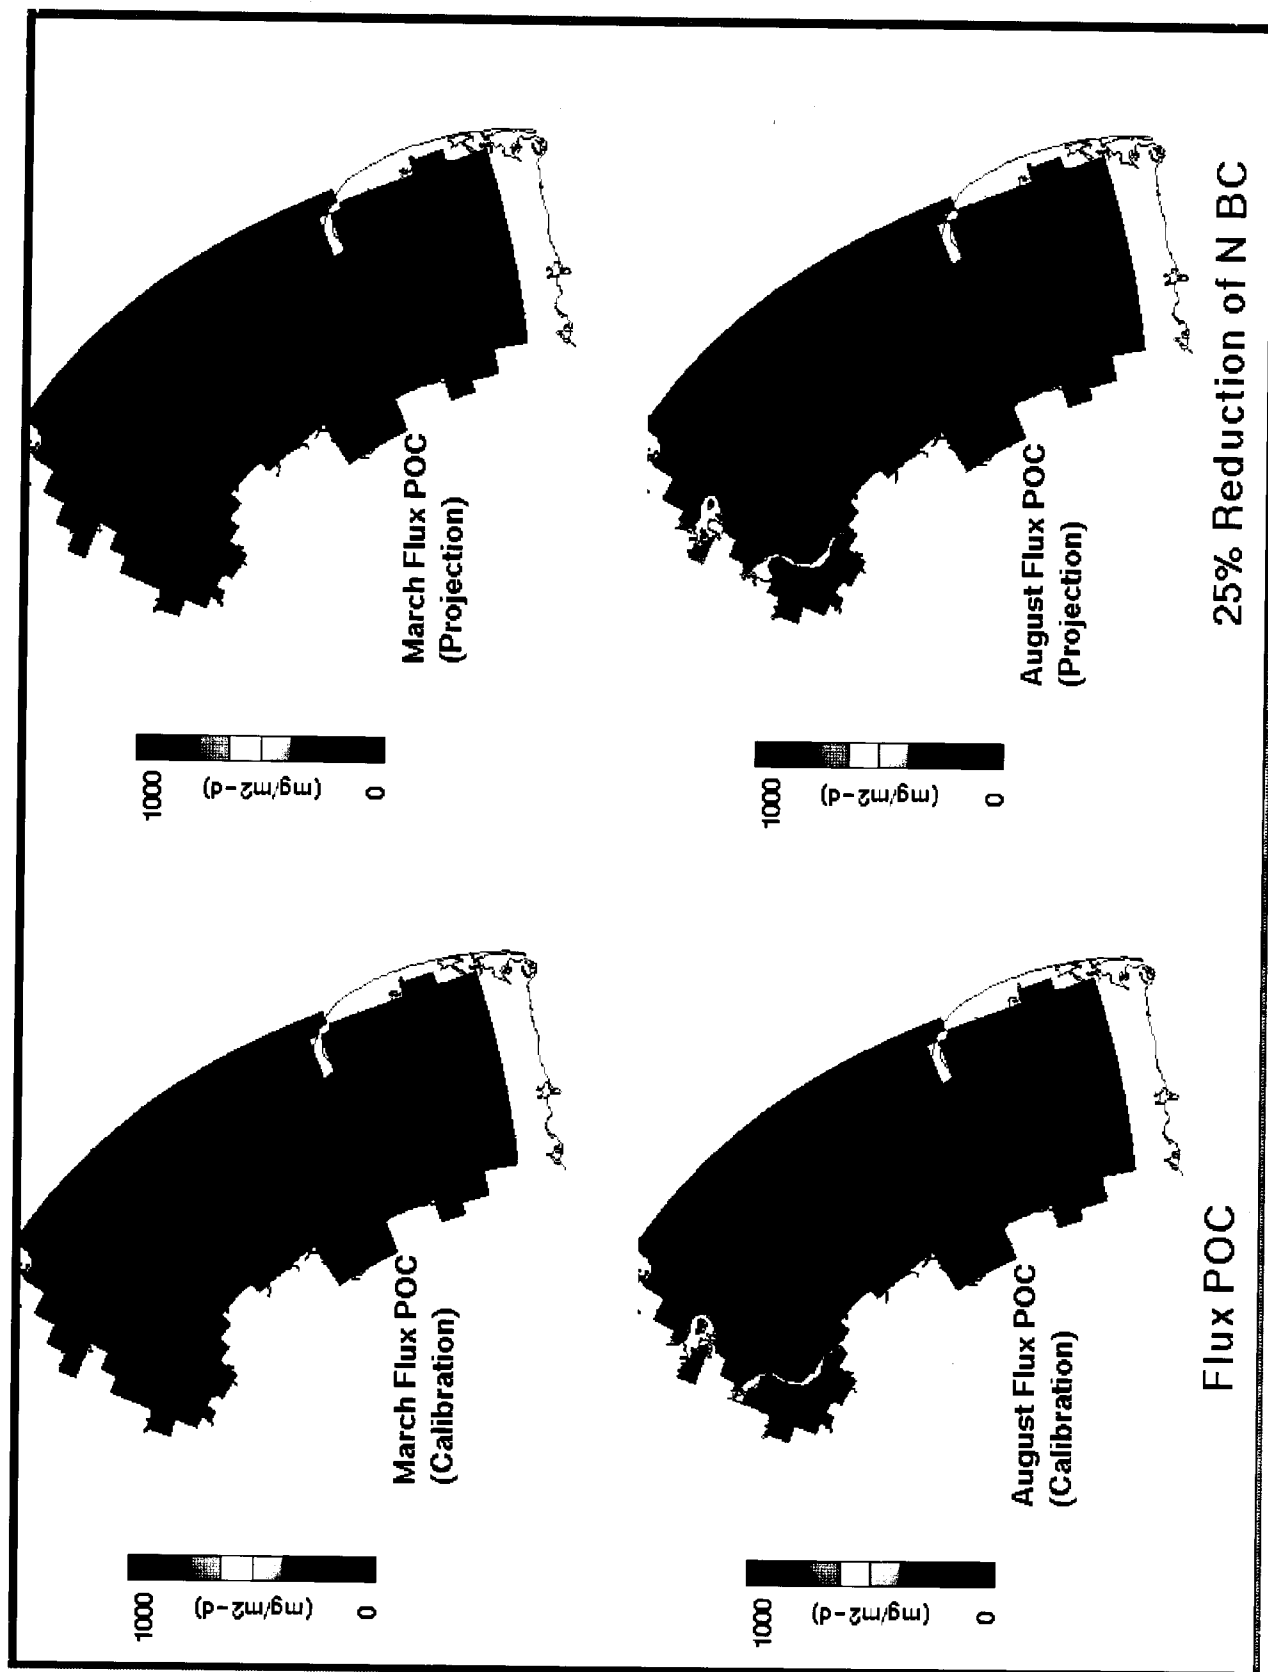 1000
(mg/m2-d)
0
March Flux POC
(Calibration)
1000
(mg/m2-d)
0
March Flux POC
(Projection)
1000
(mg/m2-d)
0
August Flux POC
(Calibration)
1000
(mg/m2-d)
0
August Flux POC
(Projection)
Flux POC
25% Reduction of N BC